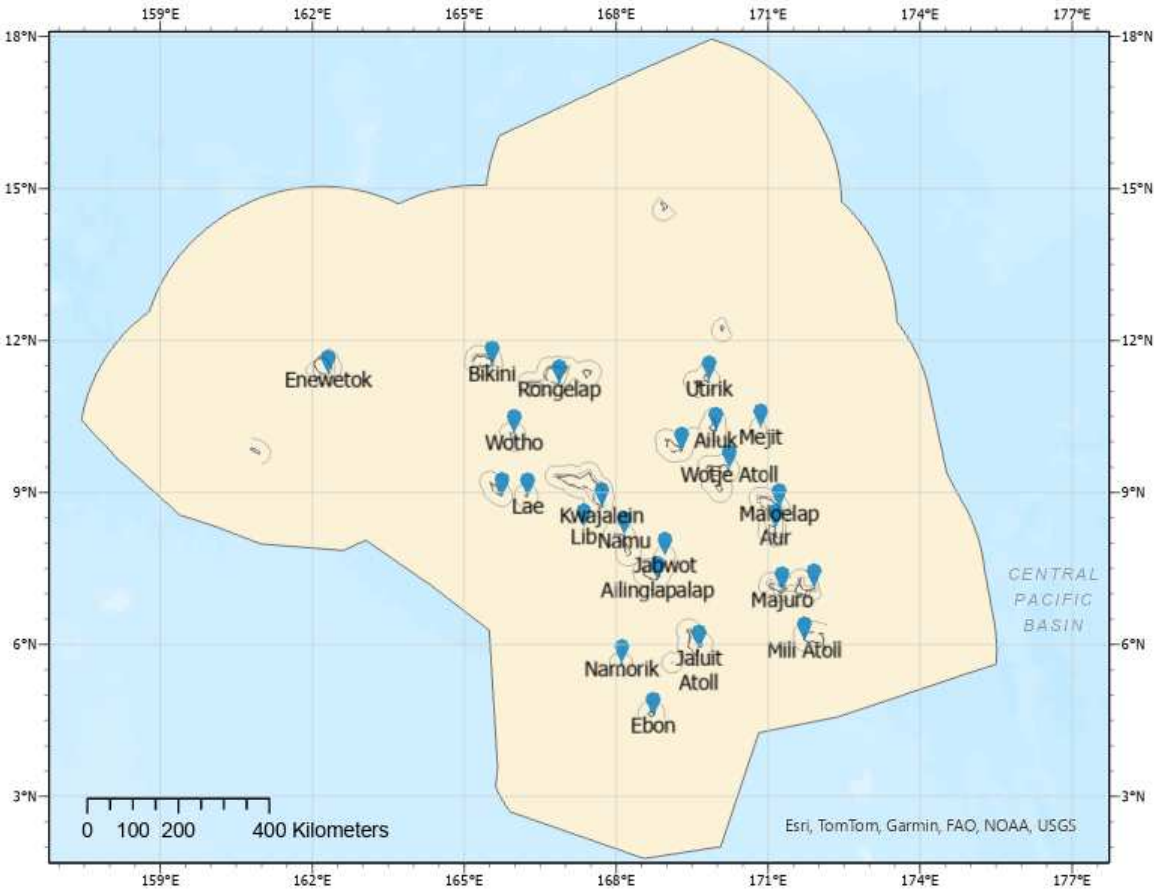 159°E 162°E 165°E 168°E 171°E 174°E 177°E
18°N 18°N
15°N 15°N
12°N 12°N
Enewetok
Bikini
Rongelap
Utirik
Wotho
Ailuk
Mejit
Wotje Atoll
9°N 9°N
Lae
Kwajalein
Maloelap
Lib
Namu
Aur
Jabwot
Ailinglapalap
Majuro
CENTRAL
PACIFIC
BASIN
6°N 6°N
Mili Atoll
Namorik
Jaluit
Atoll
Ebon
3°N 3°N
0 100 200 400 Kilometers
Esri, TomTom, Garmin, FAO, NOAA, USGS
159°E 162°E 165°E 168°E 171°E 174°E 177°E